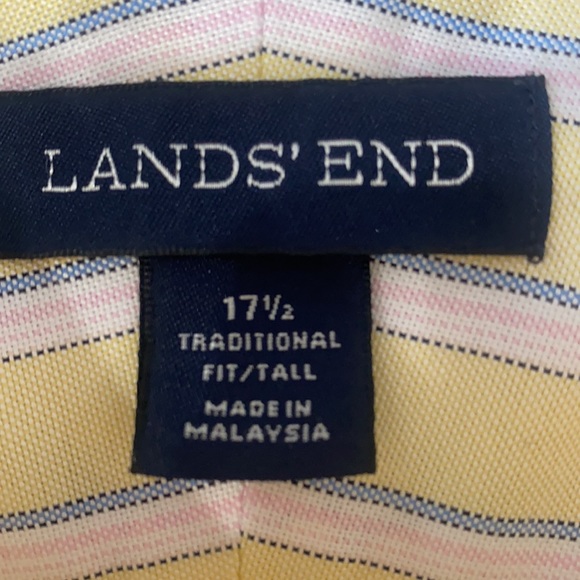 LANDS' END
17½
TRADITIONAL
FIT/TALL
MADE IN
MALAYSIA